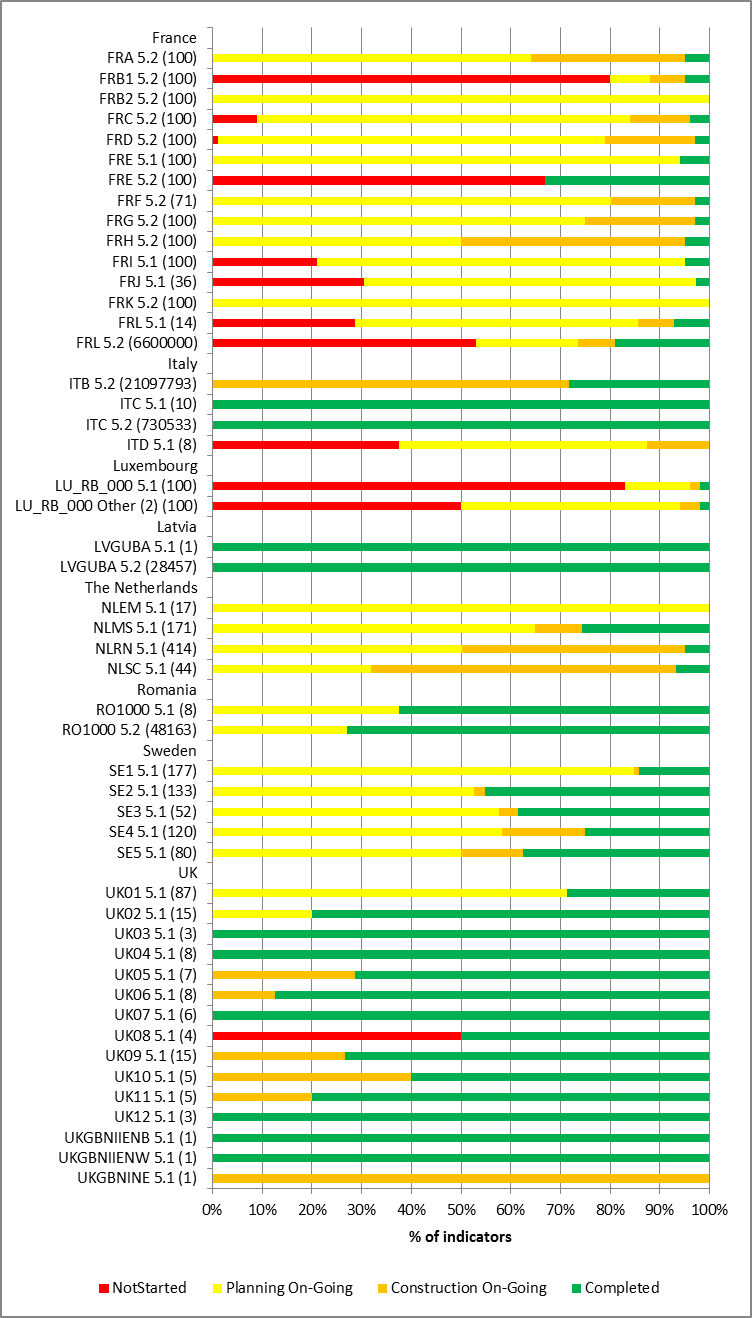 France
FRA 5.2 (100)
FRB1 5.2 (100)
FRB2 5.2 (100)
FRC 5.2 (100)
FRD 5.2 (100)
FRE 5.1 (100)
FRE 5.2 (100)
FRF 5.2 (71)
FRG 5.2 (100)
FRH 5.2 (100)
FRI 5.1 (100)
FRJ 5.1 (36)
FRK 5.2 (100)
FRL 5.1 (14)
FRL 5.2 (6600000)
Italy
ITB 5.2 (21097793)
ITC 5.1 (10)
ITC 5.2 (730533)
ITD 5.1 (8)
Luxembourg
LU_RB_000 5.1 (100)
LU_RB_000 Other (2) (100)
Latvia
LVGUBA 5.1 (1)
LVGUBA 5.2 (28457)
The Netherlands
NLEM 5.1 (17)
NLMS 5.1 (171)
NLRN 5.1 (414)
NLSC 5.1 (44)
Romania
RO1000 5.1 (8)
RO1000 5.2 (48163)
Sweden
SE1 5.1 (177)
SE2 5.1 (133)
SE3 5.1 (52)
SE4 5.1 (120)
SE5 5.1 (80)
UK
UK01 5.1 (87)
UK02 5.1 (15)
UK03 5.1 (3)
UK04 5.1 (8)
UK05 5.1 (7)
UK06 5.1 (8)
UK07 5.1 (6)
UK08 5.1 (4)
UK09 5.1 (15)
UK10 5.1 (5)
UK11 5.1 (5)
UK12 5.1 (3)
UKGBNIIENB 5.1 (1)
UKGBNIIENW 5.1 (1)
UKGBNINE 5.1 (1)
0% 10% 20% 30% 40% 50% 60% 70% 80% 90% 100%
% of indicators
NotStarted Planning On-Going Construction On-Going Completed